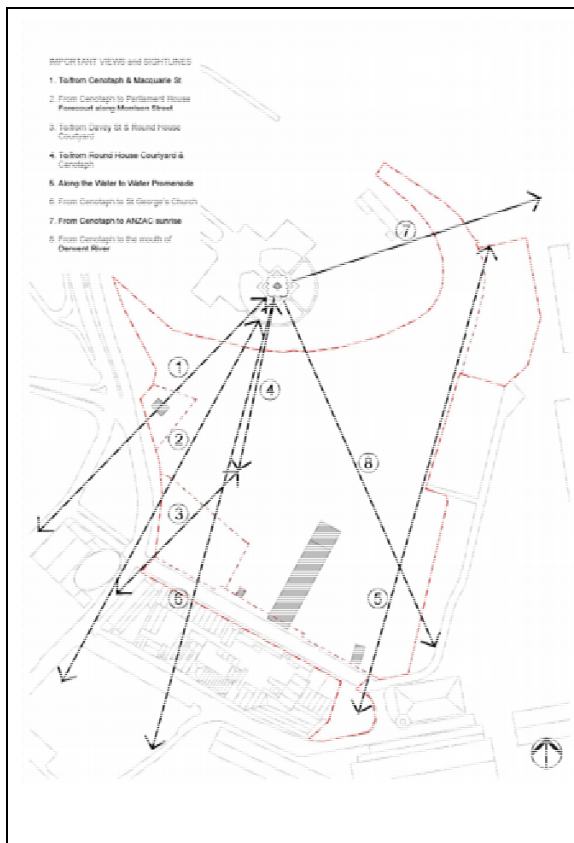 IMPORTANT VIEWS and SIGHTLINES
1. To/from Cenotaph & Macquarie St
2. From Cenotaph to Parliament House
Forecourt along Morrison Street
3. To/from Davey St & Round House
Courtyard
4. To/from Round House Courtyard &
Cenotaph
5. Along the Water to Water Promenade
6. From Cenotaph to St George's Church
7. From Cenotaph to ANZAC sunrise
8. From Cenotaph to the mouth of
Derwent River
7
1
4
2
8
3
6
5